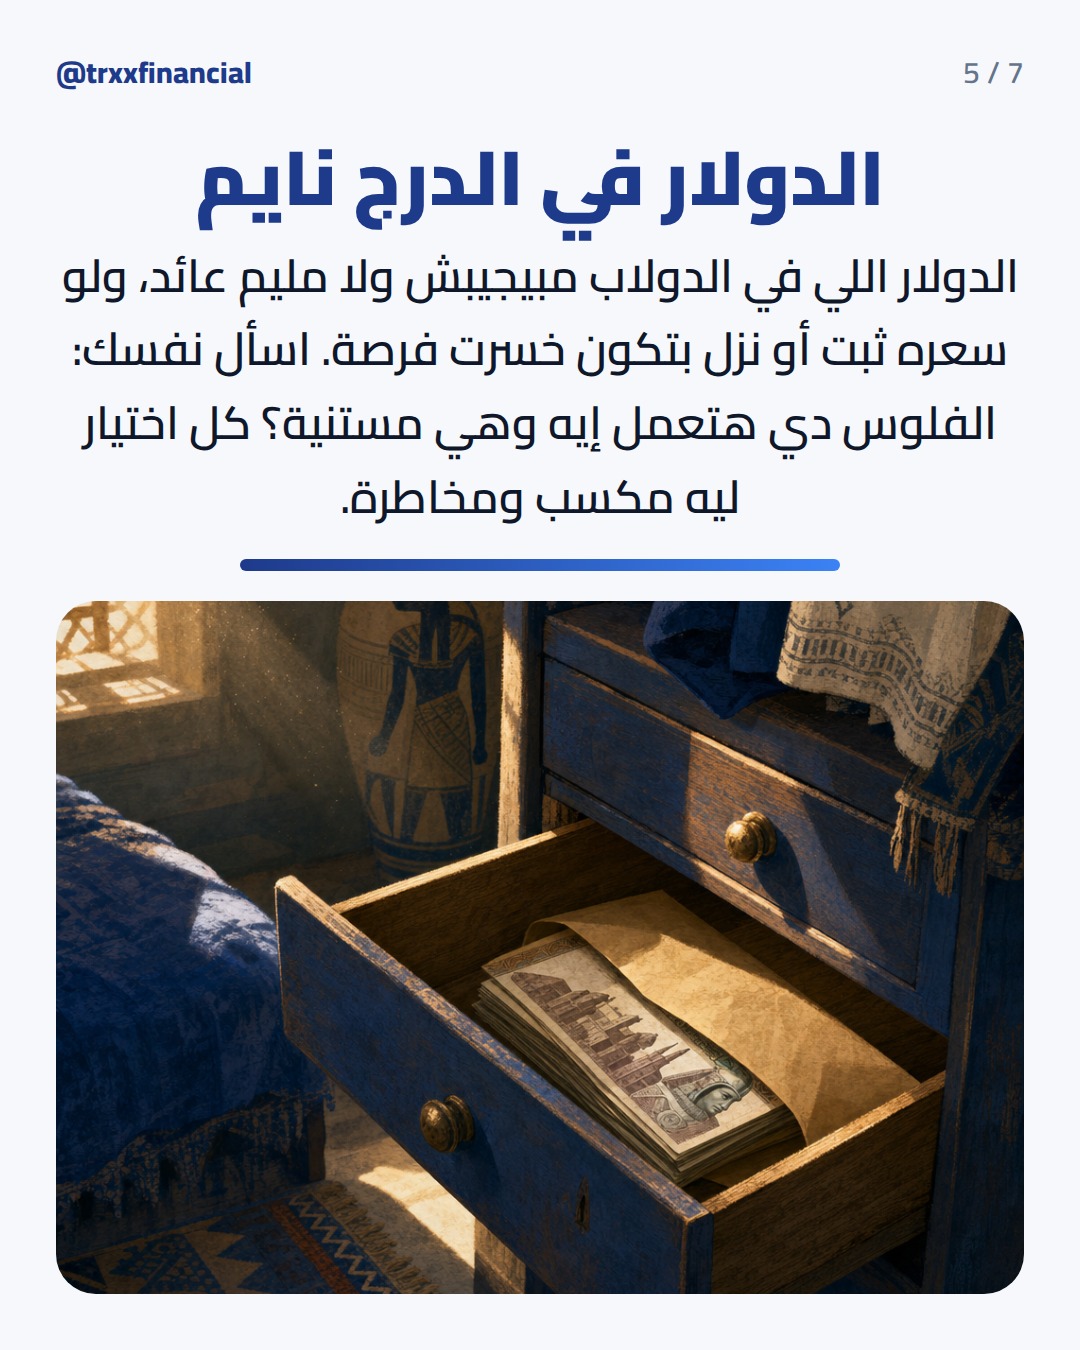 @trxxfinancial
5 / 7
الدولار في الدرج نايم
الدولار اللي في الدولاب مبيجيبش ولا مليم عائد، ولو
سعره ثبت أو نزل بتكون خسرت فرصة. اسأل نفسك:
الفلوس دي هتعمل إيه وهي مستنية؟ كل اختيار
ليه مكسب ومخاطرة.